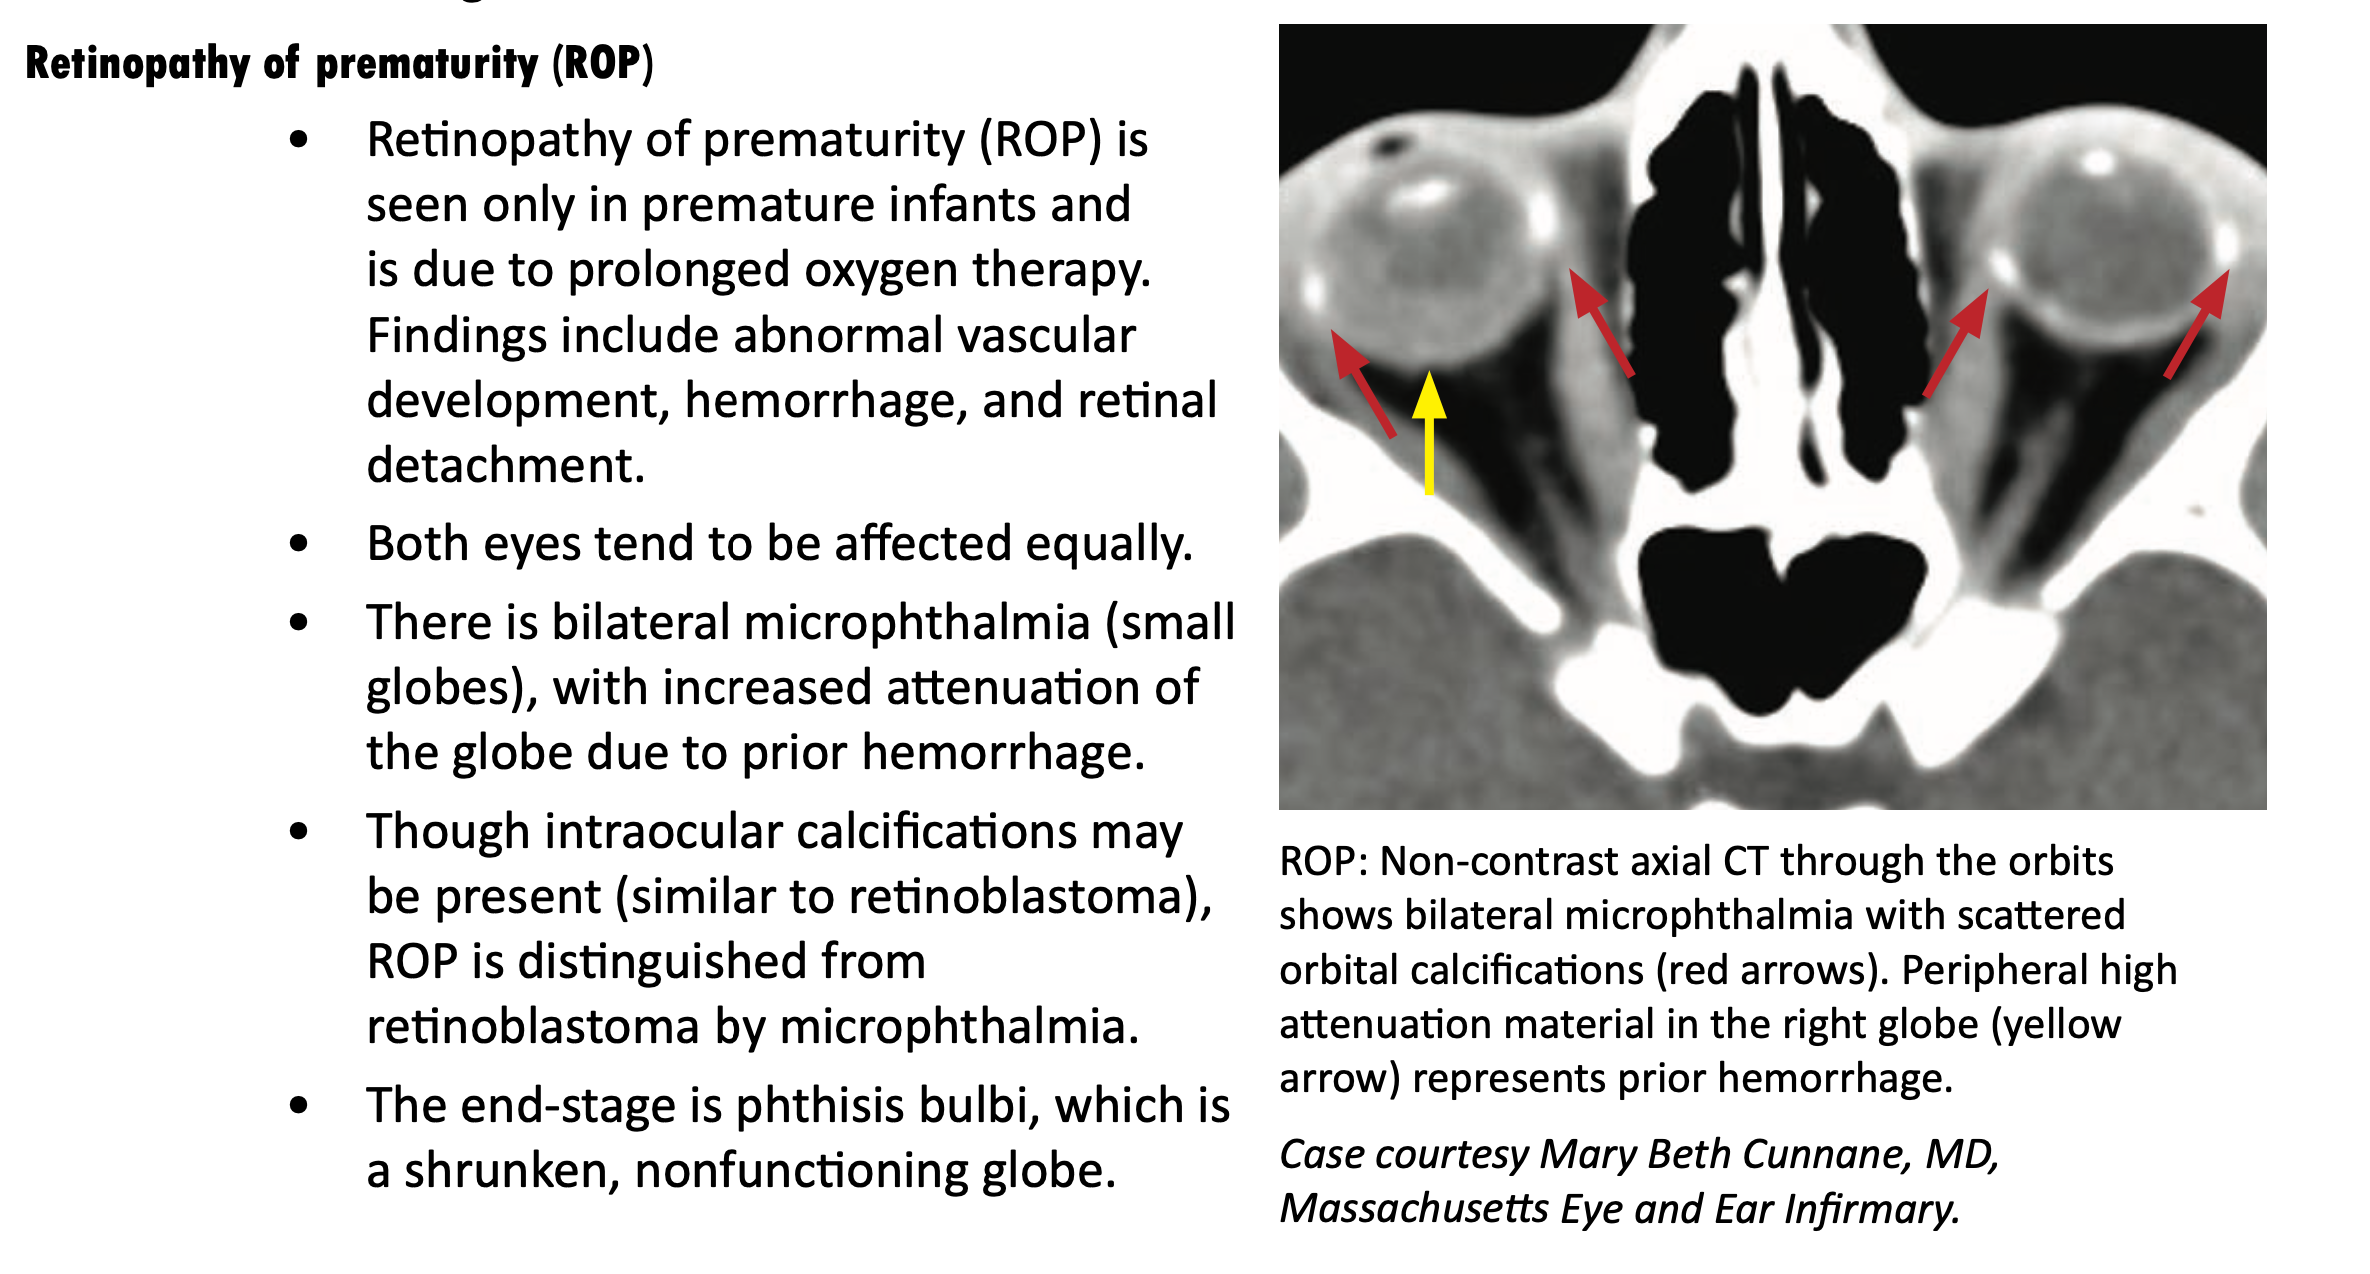 Retinopathy of prematurity (ROP)
• Retinopathy of prematurity (ROP) is
seen only in premature infants and
is due to prolonged oxygen therapy.
Findings include abnormal vascular
development, hemorrhage, and retinal
detachment.
• Both eyes tend to be affected equally.
• There is bilateral microphthalmia (small
globes), with increased attenuation of
the globe due to prior hemorrhage.
• Though intraocular calcifications may
be present (similar to retinoblastoma),
ROP is distinguished from
retinoblastoma by microphthalmia.
• The end-stage is phthisis bulbi, which is
a shrunken, nonfunctioning globe.
ROP: Non-contrast axial CT through the orbits
shows bilateral microphthalmia with scattered
orbital calcifications (red arrows). Peripheral high
attenuation material in the right globe (yellow
arrow) represents prior hemorrhage.
Case courtesy Mary Beth Cunnane, MD,
Massachusetts Eye and Ear Infirmary.